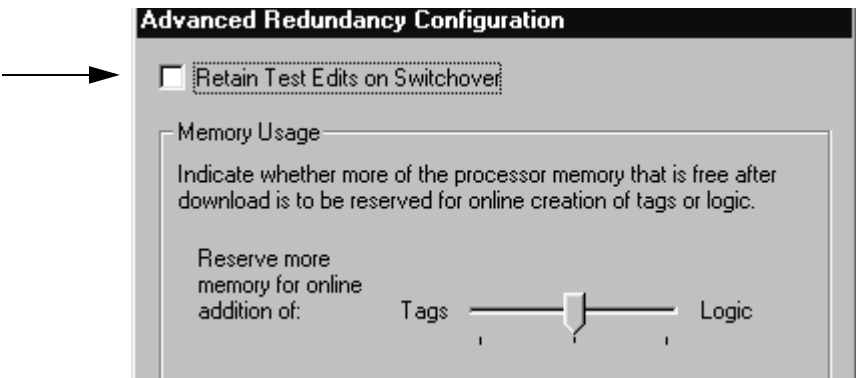 Advanced Redundancy Configuration
Retain Test Edits on Switchover
Memory Usage
Indicate whether more of the processor memory that is free after
download is to be reserved for online creation of tags or logic.
Reserve more
memory for online
addition of:
Tags
Logic